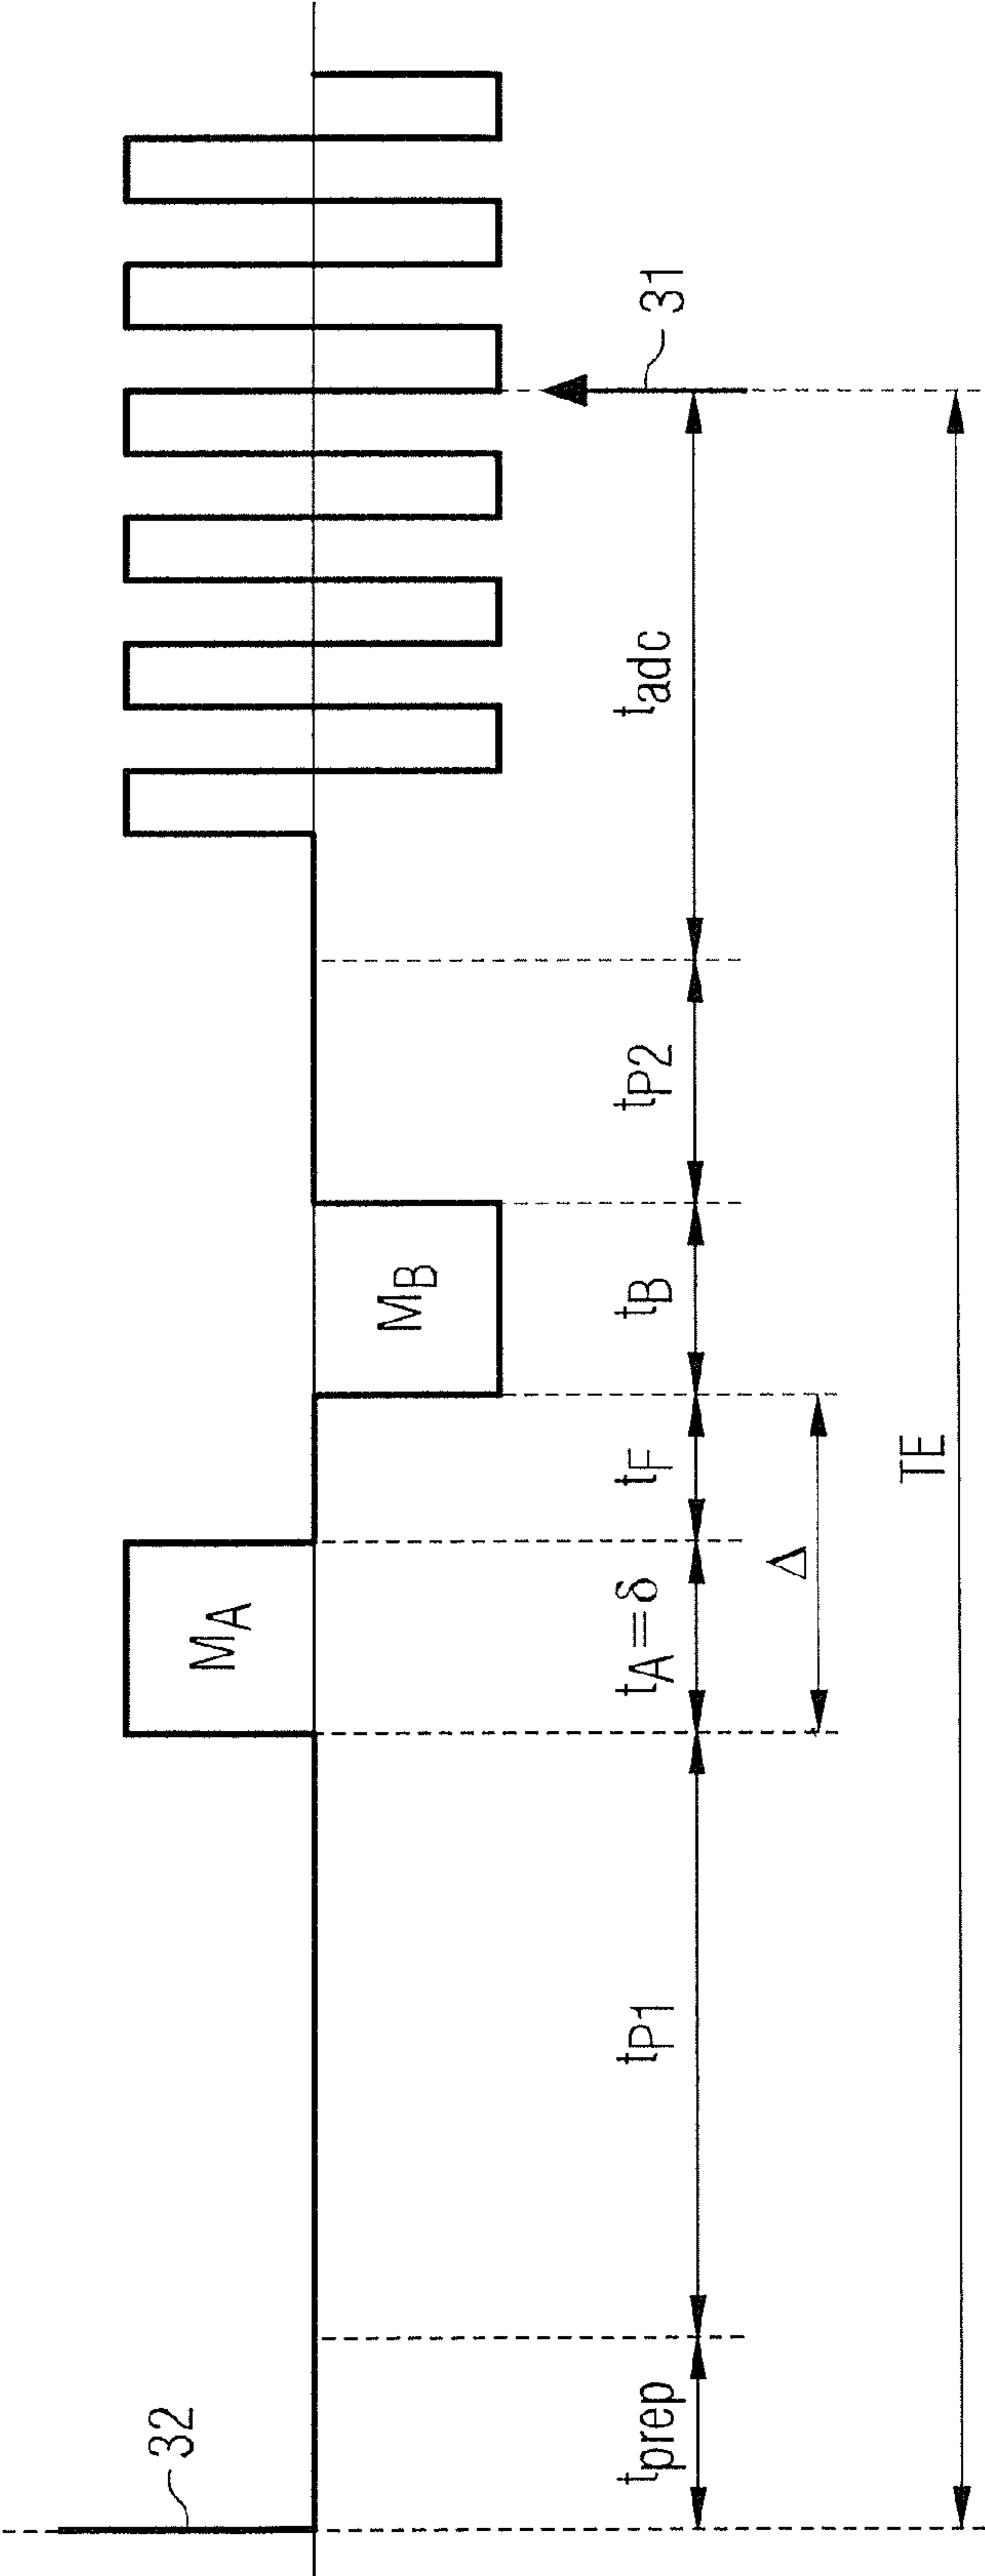 32
31
M_A
M_B
t_prep
t_P1
t_A=δ
t_F
t_B
t_P2
t_adc
Δ
TE